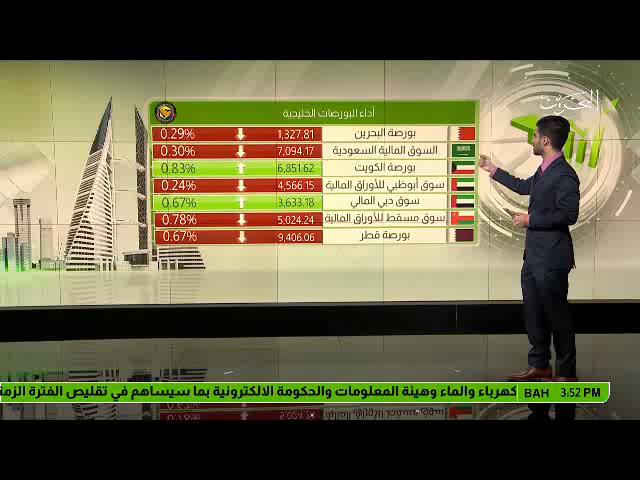 البحرين
أداء البورصات الخليجية
بورصة البحرين 1,327.81 0.29%
السوق المالية السعودية 7,094.17 0.30%
بورصة الكويت 6,851.62 0.83%
سوق أبوظبي للأوراق المالية 4,566.15 0.24%
سوق دبي المالي 3,633.18 0.67%
سوق مسقط للأوراق المالية 5,024.24 0.78%
بورصة قطر 9,406.06 0.67%
كهرباء والماء وهيئة المعلومات والحكومة الالكترونية بما سيساهم في تقليص الفترة الزمن
BAH 3:52 PM